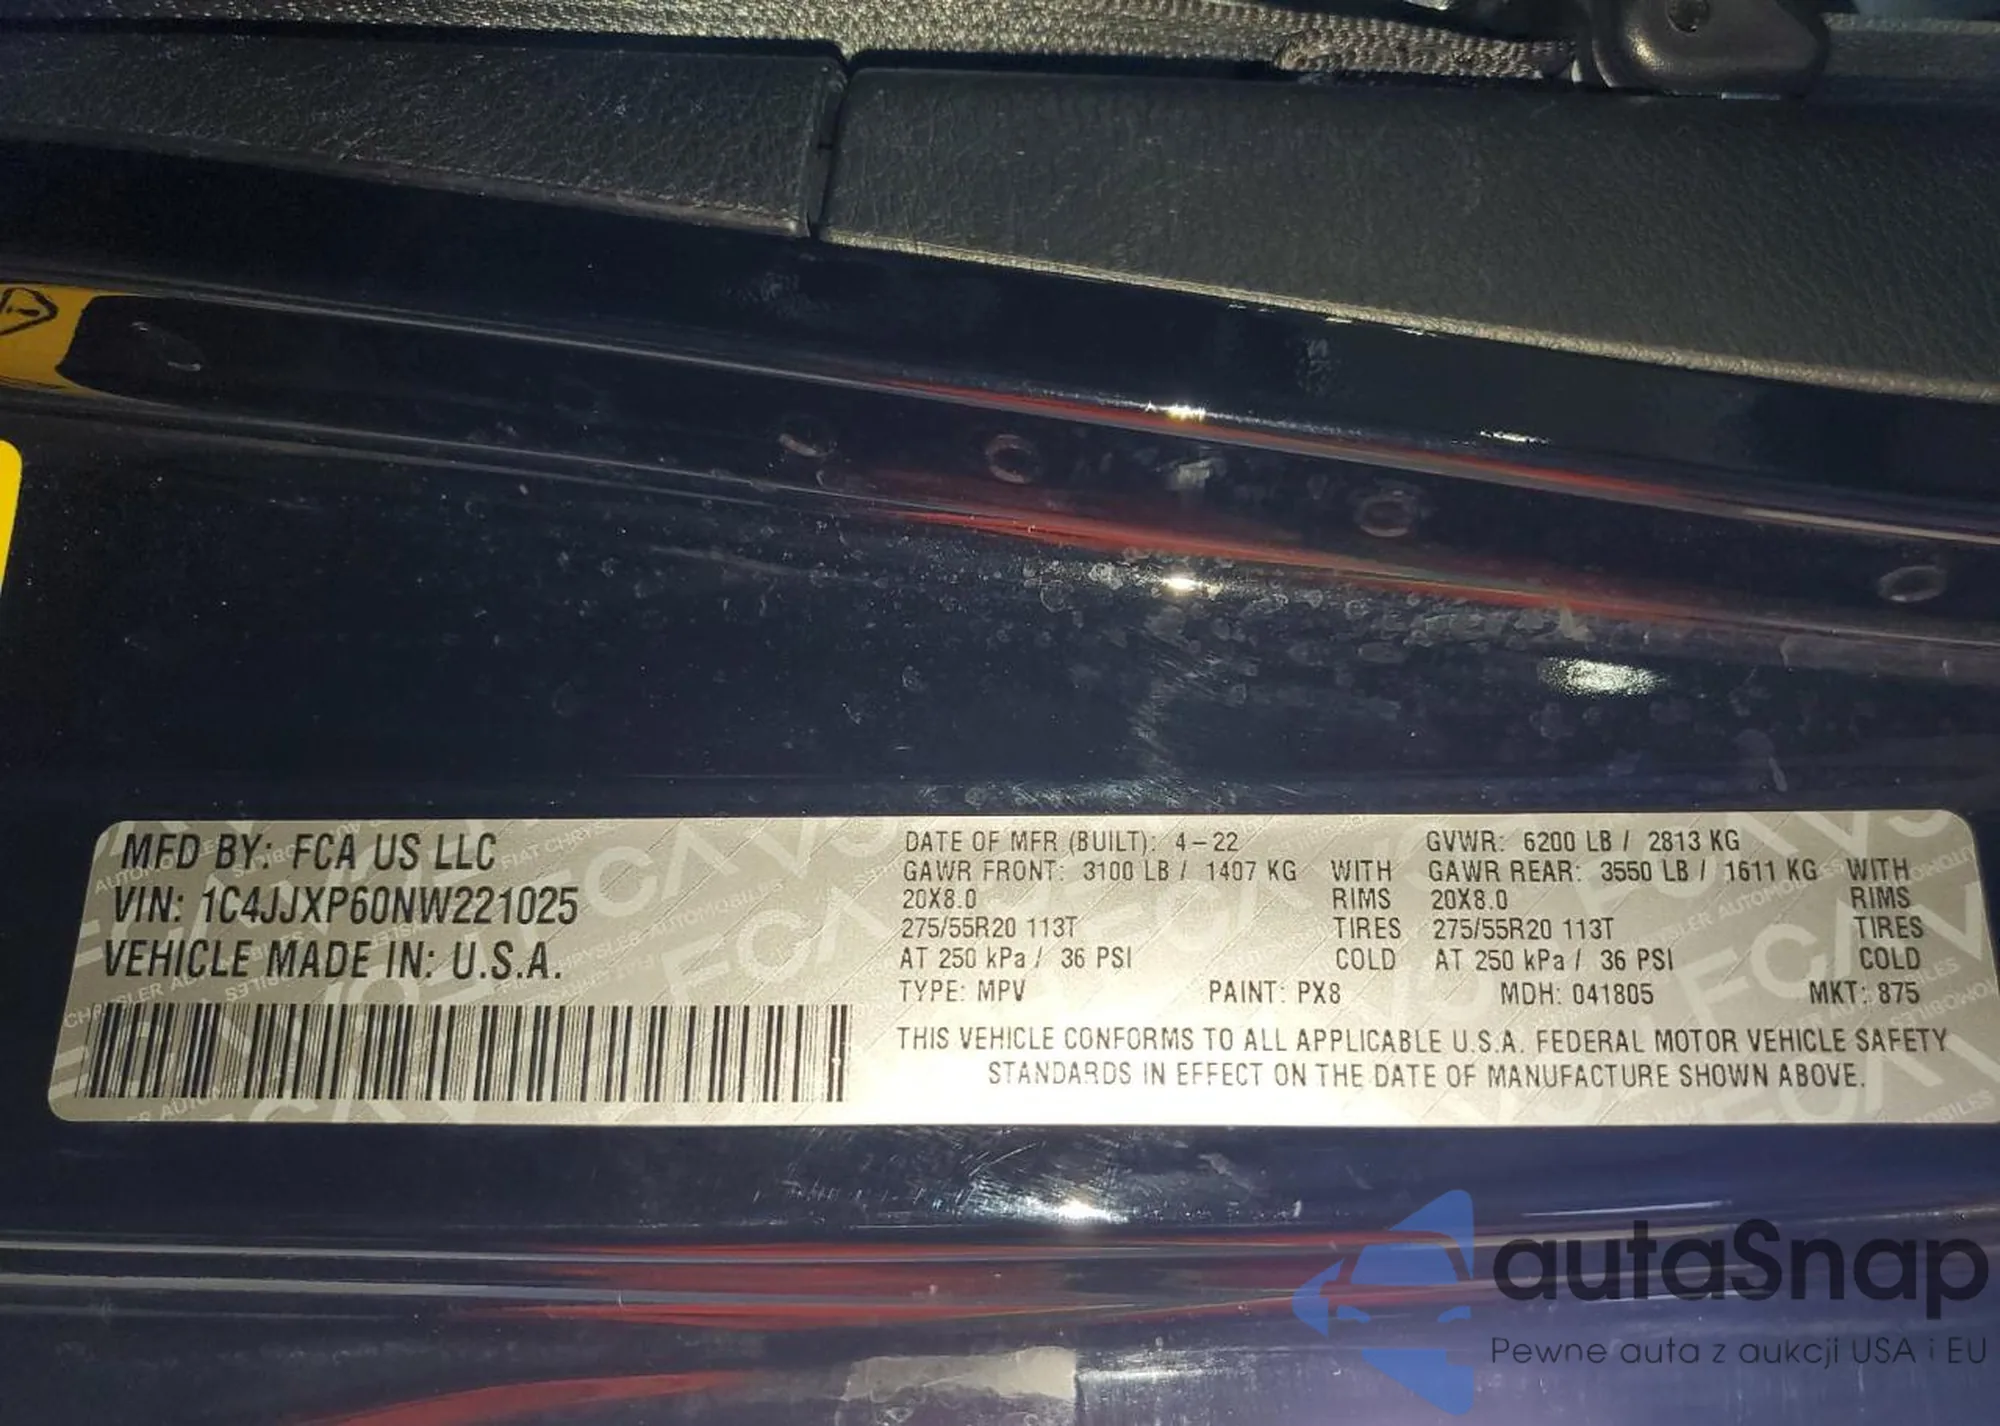 MFD BY: FCA US LLC
VIN: 1C4JJXP60NW221025
VEHICLE MADE IN: U.S.A.
DATE OF MFR (BUILT): 4-22 GVWR: 6200 LB / 2813 KG
GAWR FRONT: 3100 LB / 1407 KG WITH GAWR REAR: 3550 LB / 1611 KG WITH
20X8.0 RIMS 20X8.0 RIMS
275/55R20 113T TIRES 275/55R20 113T TIRES
AT 250 kPa / 36 PSI COLD AT 250 kPa / 36 PSI COLD
TYPE: MPV PAINT: PX8 MDH: 041805 MKT: 875
THIS VEHICLE CONFORMS TO ALL APPLICABLE U.S.A. FEDERAL MOTOR VEHICLE SAFETY
STANDARDS IN EFFECT ON THE DATE OF MANUFACTURE SHOWN ABOVE.
autaSnap
Pewne auta z aukcji USA i EU